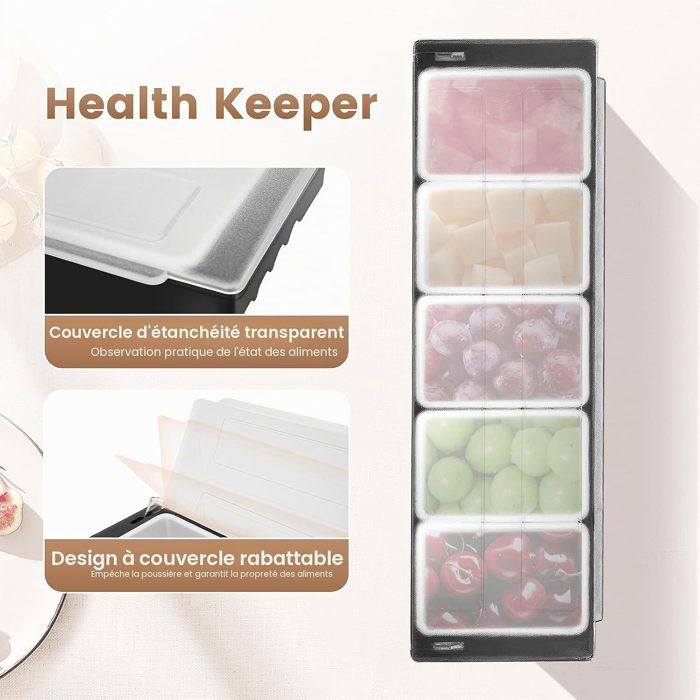 Health Keeper
Couvercle d'étanchéité transparent
Observation pratique de l'état des aliments
Design à couvercle rabattable
Empêche la poussière et garantit la propreté des aliments